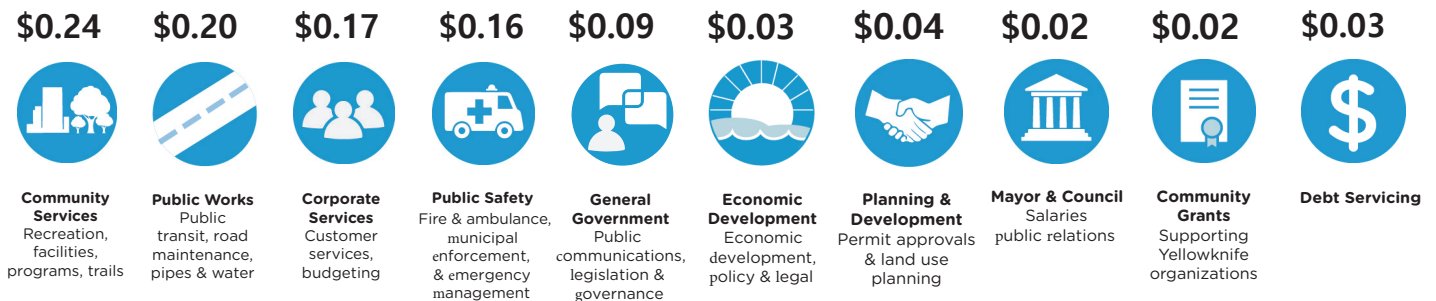 $0.24
$0.20
$0.17
$0.16
$0.09
$0.03
$0.04
$0.02
$0.02
$0.03
Community
Services
Recreation,
facilities,
programs, trails
Public Works
Public
transit, road
maintenance,
pipes & water
Corporate
Services
Customer
services,
budgeting
Public Safety
Fire & ambulance,
municipal
enforcement,
& emergency
management
General
Government
Public
communications,
legislation &
governance
Economic
Development
Economic
development,
policy & legal
Planning &
Development
Permit approvals
& land use
planning
Mayor & Council
Salaries
public relations
Community
Grants
Supporting
Yellowknife
organizations
Debt Servicing